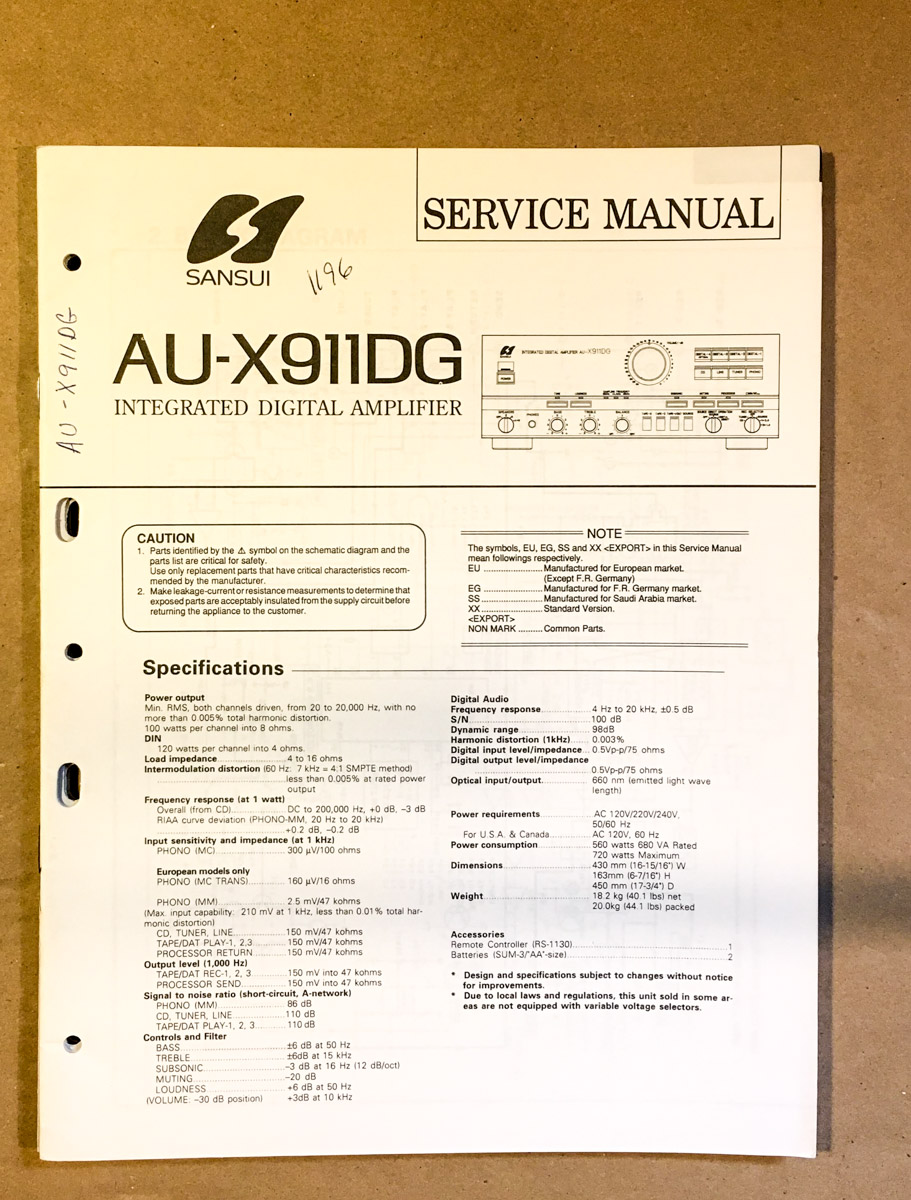 SERVICE MANUAL
SANSUI
1196
AU-X911DG
AU-X911DG
INTEGRATED DIGITAL AMPLIFIER
INTEGRATED DIGITAL AMPLIFIER AU-X911DG
POWER
CD LINE TUNER PHONO
SPEAKERS PHONES BASS TREBLE BALANCE
CAUTION
1. Parts identified by the ⚠ symbol on the schematic diagram and the
parts list are critical for safety.
Use only replacement parts that have critical characteristics recom-
mended by the manufacturer.
2. Make leakage-current or resistance measurements to determine that
exposed parts are acceptably insulated from the supply circuit before
returning the appliance to the customer.
NOTE
The symbols, EU, EG, SS and XX <EXPORT> in this Service Manual
mean followings respectively.
EU ........................Manufactured for European market.
(Except F.R. Germany)
EG ........................Manufactured for F.R. Germany market.
SS.........................Manufactured for Saudi Arabia market.
XX.........................Standard Version.
<EXPORT>
NON MARK ..........Common Parts.
Specifications
Power output
Min. RMS, both channels driven, from 20 to 20,000 Hz, with no
more than 0.005% total harmonic distortion.
100 watts per channel into 8 ohms.
DIN
120 watts per channel into 4 ohms.
Load impedance....................4 to 16 ohms
Intermodulation distortion (60 Hz: 7 kHz = 4:1 SMPTE method)
....................less than 0.005% at rated power
output
Frequency response (at 1 watt)
Overall (from CD)..............DC to 200,000 Hz, +0 dB, −3 dB
RIAA curve deviation (PHONO-MM, 20 Hz to 20 kHz)
....................+0.2 dB, −0.2 dB
Input sensitivity and impedance (at 1 kHz)
PHONO (MC)....................300 µV/100 ohms
European models only
PHONO (MC TRANS)..........160 µV/16 ohms
PHONO (MM)....................2.5 mV/47 kohms
(Max. input capability: 210 mV at 1 kHz, less than 0.01% total har-
monic distortion)
CD, TUNER, LINE..............150 mV/47 kohms
TAPE/DAT PLAY-1, 2,3........150 mV/47 kohms
PROCESSOR RETURN........150 mV/47 kohms
Output level (1,000 Hz)
TAPE/DAT REC-1, 2, 3........150 mV into 47 kohms
PROCESSOR SEND............150 mV into 47 kohms
Signal to noise ratio (short-circuit, A-network)
PHONO (MM)....................86 dB
CD, TUNER, LINE..............110 dB
TAPE/DAT PLAY-1, 2, 3........110 dB
Controls and Filter
BASS....................±6 dB at 50 Hz
TREBLE....................±6dB at 15 kHz
SUBSONIC....................−3 dB at 16 Hz (12 dB/oct)
MUTING....................−20 dB
LOUDNESS....................+6 dB at 50 Hz
(VOLUME: −30 dB position) +3dB at 10 kHz
Digital Audio
Frequency response..............4 Hz to 20 kHz, ±0.5 dB
S/N....................100 dB
Dynamic range....................98dB
Harmonic distortion (1kHz)......0.003%
Digital input level/impedance...0.5Vp-p/75 ohms
Digital output level/impedance
....................0.5Vp-p/75 ohms
Optical input/output..............660 nm (emitted light wave
length)
Power requirements..............AC 120V/220V/240V,
50/60 Hz
For U.S.A. & Canada..........AC 120V, 60 Hz
Power consumption..............560 watts 680 VA Rated
720 watts Maximum
Dimensions....................430 mm (16-15/16") W
163mm (6-7/16") H
450 mm (17-3/4") D
Weight....................18.2 kg (40.1 lbs) net
20.0kg (44.1 lbs) packed
Accessories
Remote Controller (RS-1130)....................1
Batteries (SUM-3/"AA"-size)....................2
* Design and specifications subject to changes without notice
for improvements.
* Due to local laws and regulations, this unit sold in some ar-
eas are not equipped with variable voltage selectors.